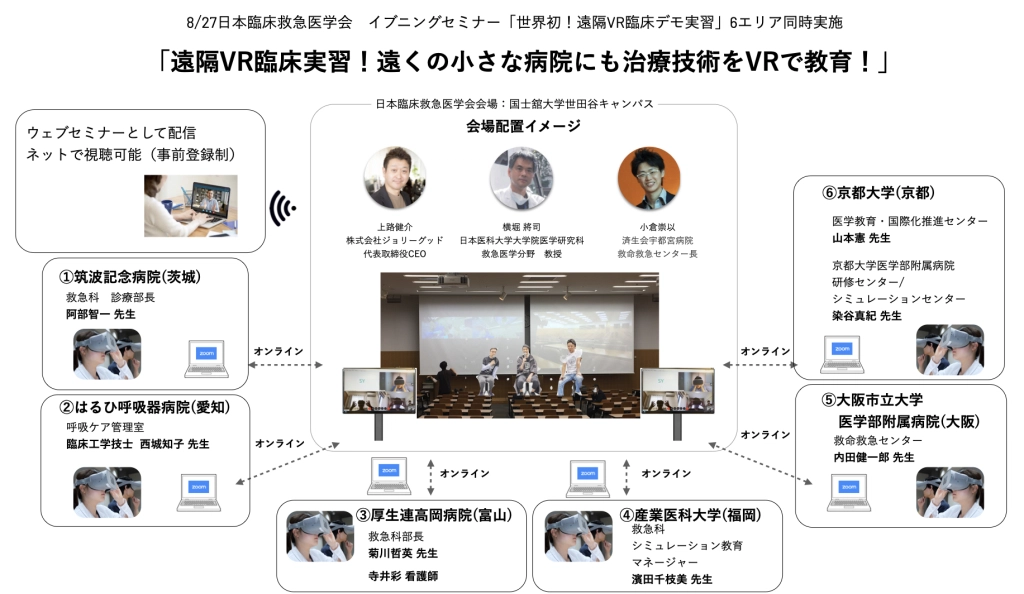 8/27日本臨床救急医学会　イブニングセミナー「世界初！遠隔VR臨床デモ実習」6エリア同時実施
「遠隔VR臨床実習！遠くの小さな病院にも治療技術をVRで教育！」
ウェブセミナーとして配信
ネットで視聴可能（事前登録制）
日本臨床救急医学会会場：国士舘大学世田谷キャンパス
会場配置イメージ
上路健介
株式会社ジョリーグッド
代表取締役CEO
横堀 將司
日本医科大学大学院医学研究科
救急医学分野　教授
小倉崇以
済生会宇都宮病院
救命救急センター長
①筑波記念病院(茨城)
救急科　診療部長
阿部智一 先生
zoom
オンライン
②はるひ呼吸器病院(愛知)
呼吸ケア管理室
臨床工学技士 西城知子 先生
zoom
オンライン
zoom
オンライン
③厚生連高岡病院(富山)
救急科部長
菊川哲英 先生
寺井彩 看護師
zoom
オンライン
④産業医科大学(福岡)
救急科
シミュレーション教育
マネージャー
濱田千枝美 先生
⑥京都大学(京都)
医学教育・国際化推進センター
山本憲 先生
京都大学医学部附属病院
研修センター/
シミュレーションセンター
染谷真紀 先生
zoom
オンライン
⑤大阪市立大学
医学部附属病院(大阪)
救命救急センター
内田健一郎 先生
zoom
オンライン